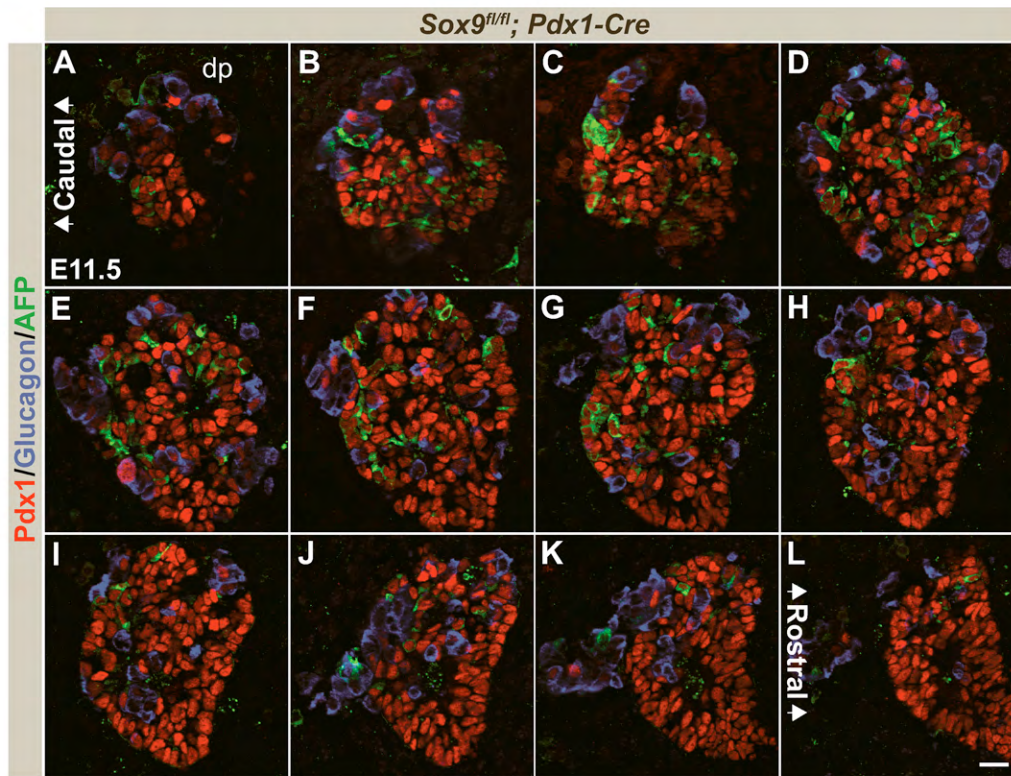 Sox9fl/fl; Pdx1-Cre
Pdx1/Glucagon/AFP
A
dp
Caudal
E11.5
B
C
D
E
F
G
H
I
J
K
L
Rostral